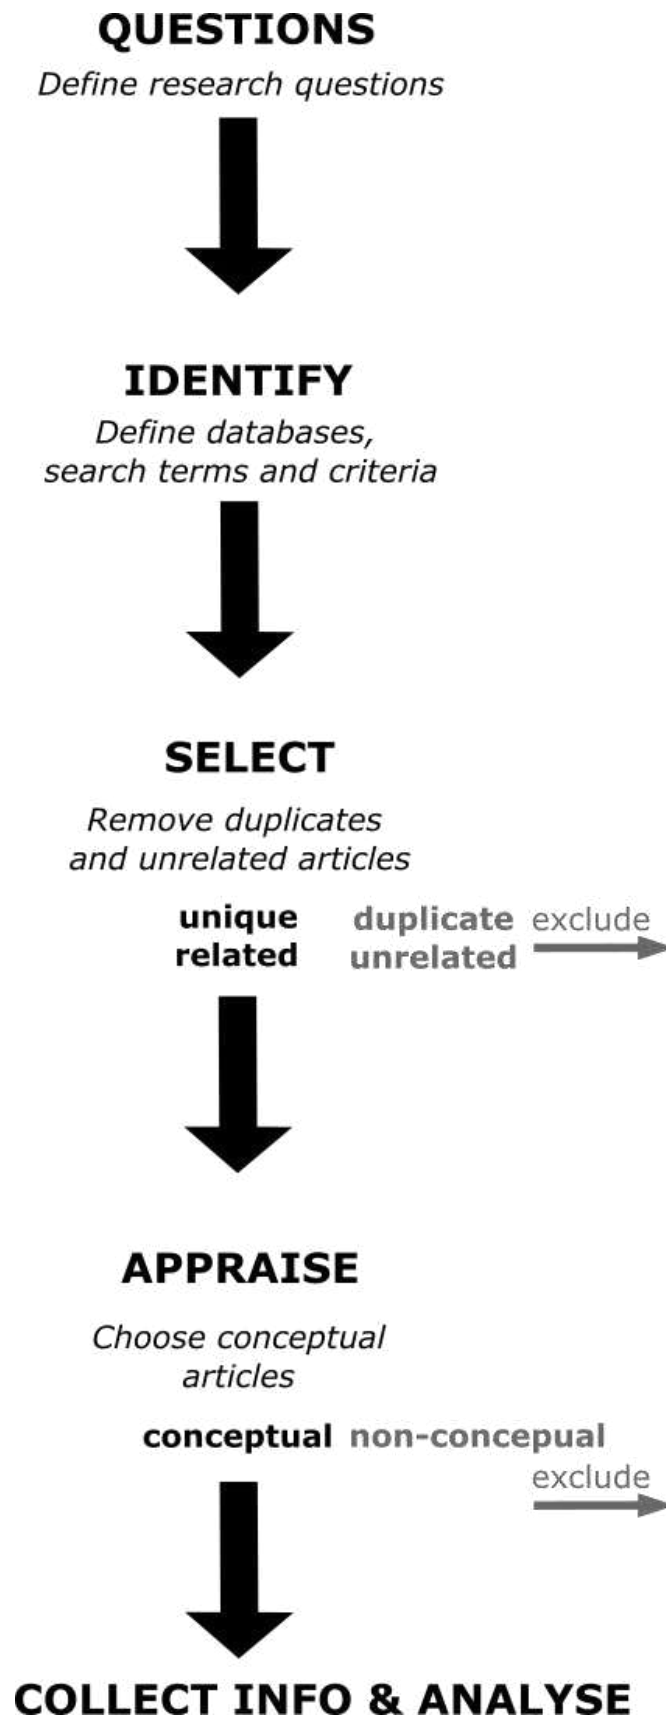 QUESTIONS
Define research questions
IDENTIFY
Define databases,
search terms and criteria
SELECT
Remove duplicates
and unrelated articles
unique duplicate exclude
related unrelated
APPRAISE
Choose conceptual
articles
conceptual non-concepual
exclude
COLLECT INFO & ANALYSE